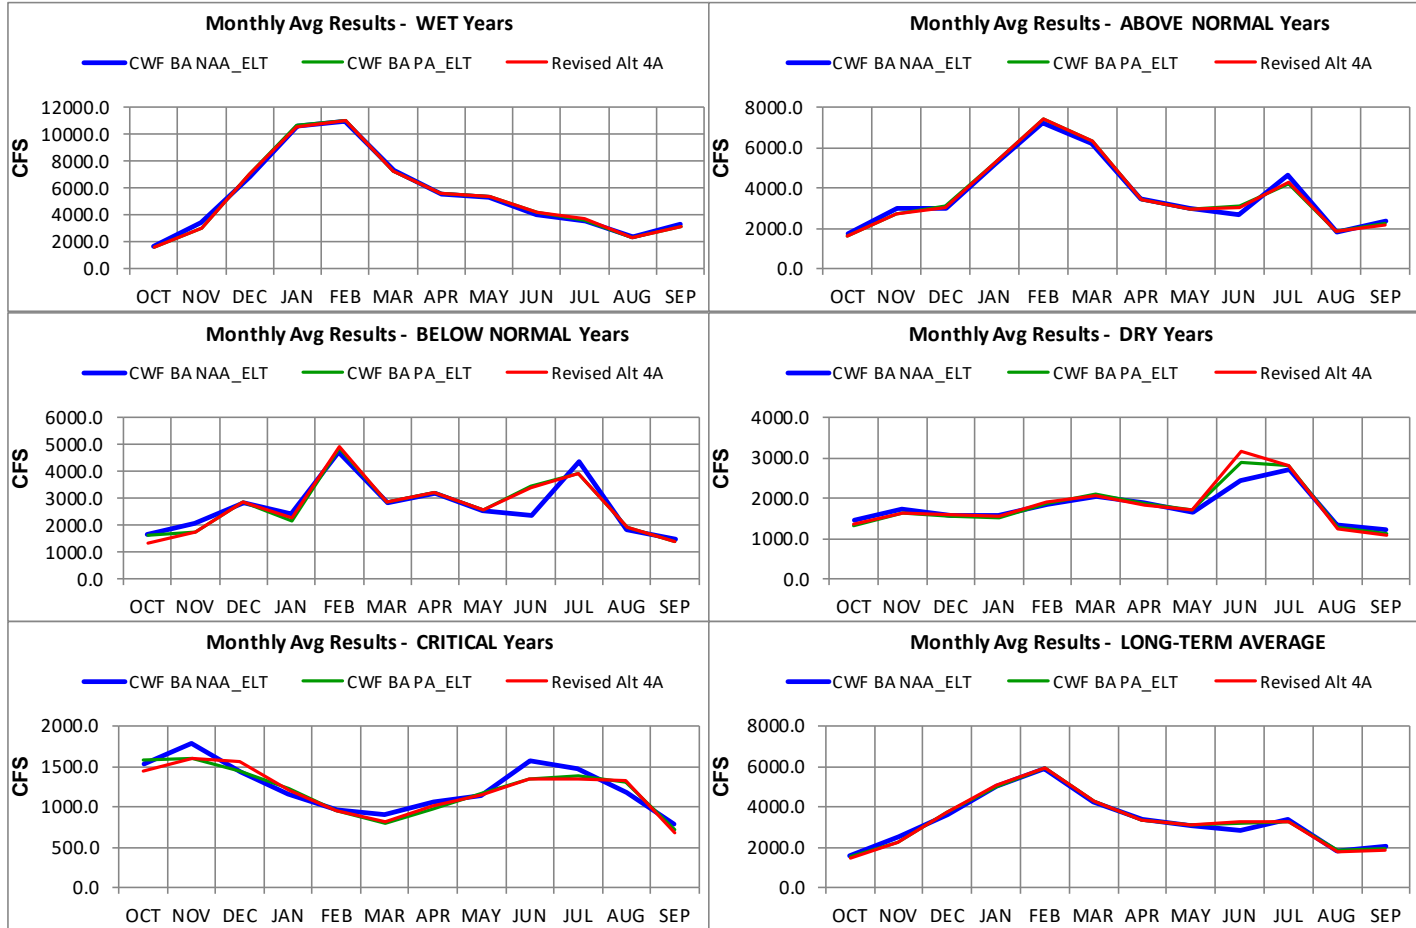 Monthly Avg Results - WET Years
CWF BA NAA_ELT CWF BA PA_ELT Revised Alt 4A
CFS
12000.0
10000.0
8000.0
6000.0
4000.0
2000.0
0.0
OCT NOV DEC JAN FEB MAR APR MAY JUN JUL AUG SEP
Monthly Avg Results - ABOVE NORMAL Years
CWF BA NAA_ELT CWF BA PA_ELT Revised Alt 4A
CFS
8000.0
6000.0
4000.0
2000.0
0.0
OCT NOV DEC JAN FEB MAR APR MAY JUN JUL AUG SEP
Monthly Avg Results - BELOW NORMAL Years
CWF BA NAA_ELT CWF BA PA_ELT Revised Alt 4A
CFS
6000.0
5000.0
4000.0
3000.0
2000.0
1000.0
0.0
OCT NOV DEC JAN FEB MAR APR MAY JUN JUL AUG SEP
Monthly Avg Results - DRY Years
CWF BA NAA_ELT CWF BA PA_ELT Revised Alt 4A
CFS
4000.0
3000.0
2000.0
1000.0
0.0
OCT NOV DEC JAN FEB MAR APR MAY JUN JUL AUG SEP
Monthly Avg Results - CRITICAL Years
CWF BA NAA_ELT CWF BA PA_ELT Revised Alt 4A
CFS
2000.0
1500.0
1000.0
500.0
0.0
OCT NOV DEC JAN FEB MAR APR MAY JUN JUL AUG SEP
Monthly Avg Results - LONG-TERM AVERAGE
CWF BA NAA_ELT CWF BA PA_ELT Revised Alt 4A
CFS
8000.0
6000.0
4000.0
2000.0
0.0
OCT NOV DEC JAN FEB MAR APR MAY JUN JUL AUG SEP